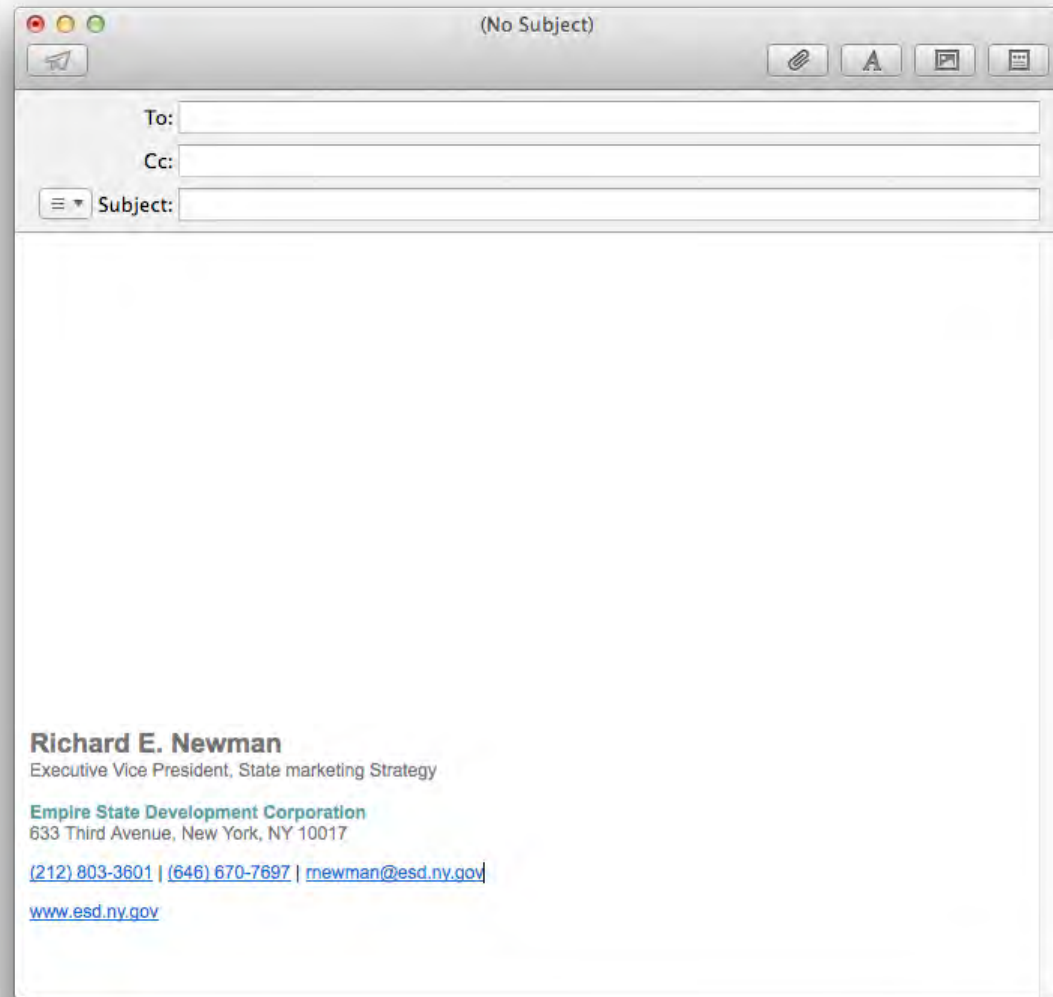 (No Subject)
To:
Cc:
Subject:
Richard E. Newman
Executive Vice President, State marketing Strategy
Empire State Development Corporation
633 Third Avenue, New York, NY 10017
(212) 803-3601 | (646) 670-7697 | rnewman@esd.ny.gov
www.esd.ny.gov